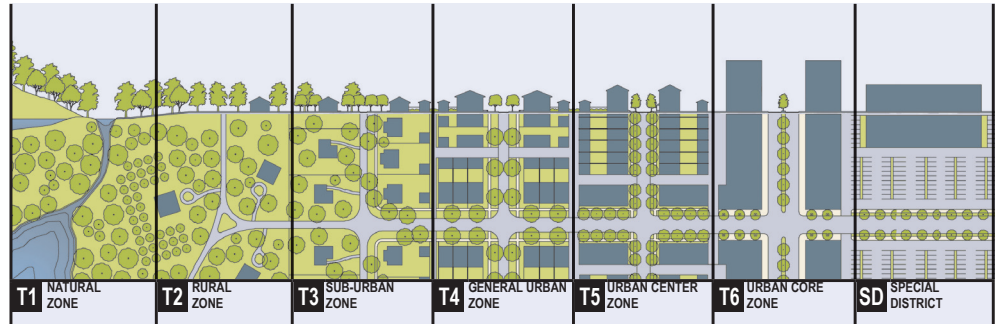 T1 NATURAL
ZONE
T2 RURAL
ZONE
T3 SUB-URBAN
ZONE
T4 GENERAL URBAN
ZONE
T5 URBAN CENTER
ZONE
T6 URBAN CORE
ZONE
SD SPECIAL
DISTRICT